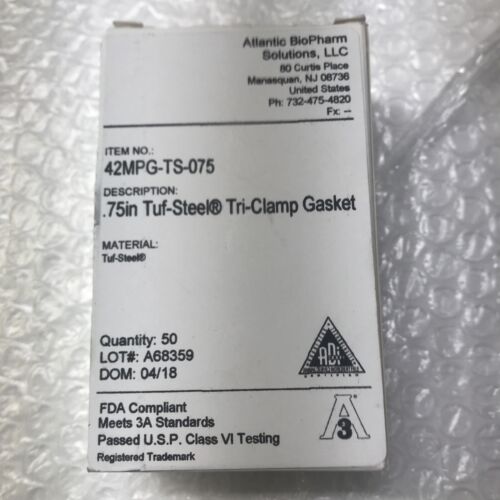 Atlantic BioPharm
Solutions, LLC
80 Curtis Place
Manasquan, NJ 08736
United States
Ph: 732-475-4820
Fx: --
ITEM NO.:
42MPG-TS-075
DESCRIPTION:
.75in Tuf-Steel® Tri-Clamp Gasket
MATERIAL:
Tuf-Steel®
Quantity: 50
LOT#: A68359
DOM: 04/18
ADI
FDA Compliant
Meets 3A Standards
Passed U.S.P. Class VI Testing
Registered Trademark
A
3